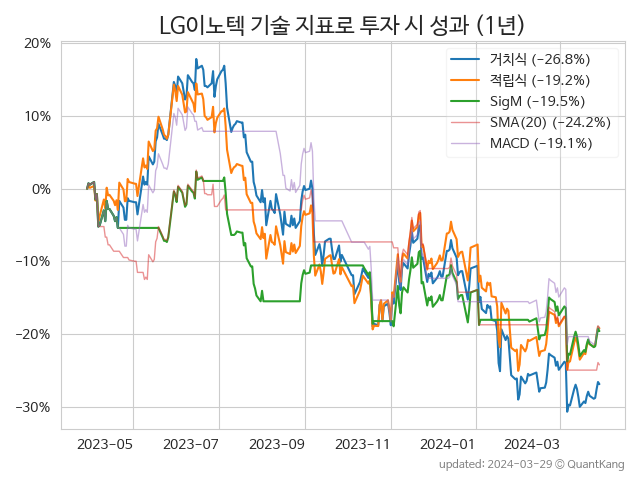 LG이노텍 기술 지표로 투자 시 성과 (1년)
거치식 (−26.8%)
적립식 (−19.2%)
SigM (−19.5%)
SMA(20) (−24.2%)
MACD (−19.1%)
20%
10%
0%
−10%
−20%
−30%
2023−05 2023−07 2023−09 2023−11 2024−01 2024−03
updated: 2024−03−29 © QuantKang